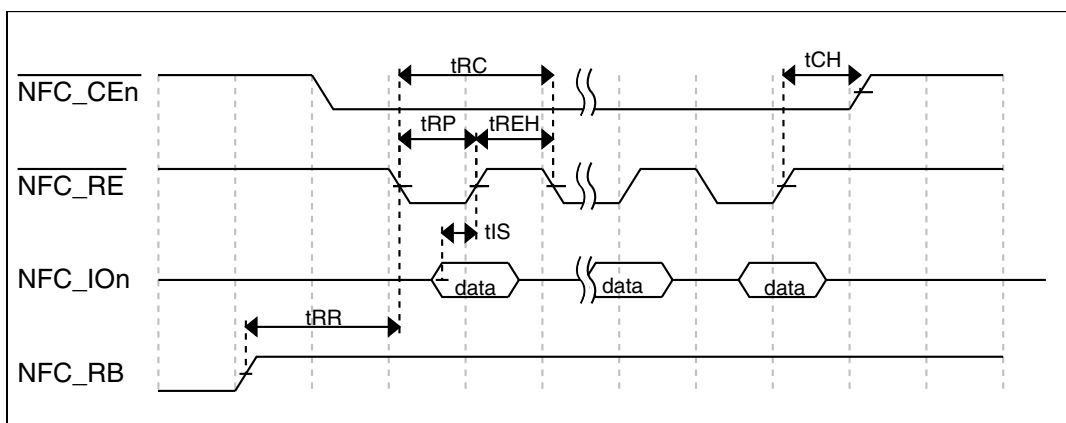 tRC
tCH
NFC_CEn
tRP
tREH
NFC_RE
tIS
NFC_IOn
data
data
data
tRR
NFC_RB